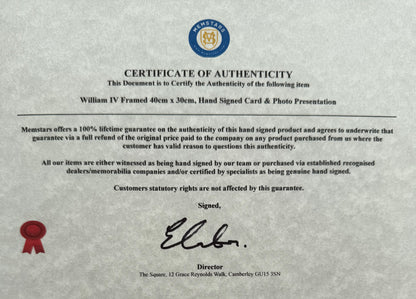 MEMSTARS
CERTIFICATE OF AUTHENTICITY
This Document is to Certify the Authenticity of the following item
William IV Framed 40cm x 30cm, Hand Signed Card & Photo Presentation
Memstars offers a 100% lifetime guarantee on the authenticity of this hand signed product and agrees to underwrite that
guarantee via a full refund of the original price paid to the company on any product purchased from us where the
customer has valid reason to questions this authenticity.
All our items are either witnessed as being hand signed by our team or purchased via established recognised
dealers/memorabilia companies and/or certified by specialists as being genuine hand signed.
Customers statutory rights are not affected by this guarantee.
Signed,
Director
The Square, 12 Grace Reynolds Walk, Camberley GU15 3SN